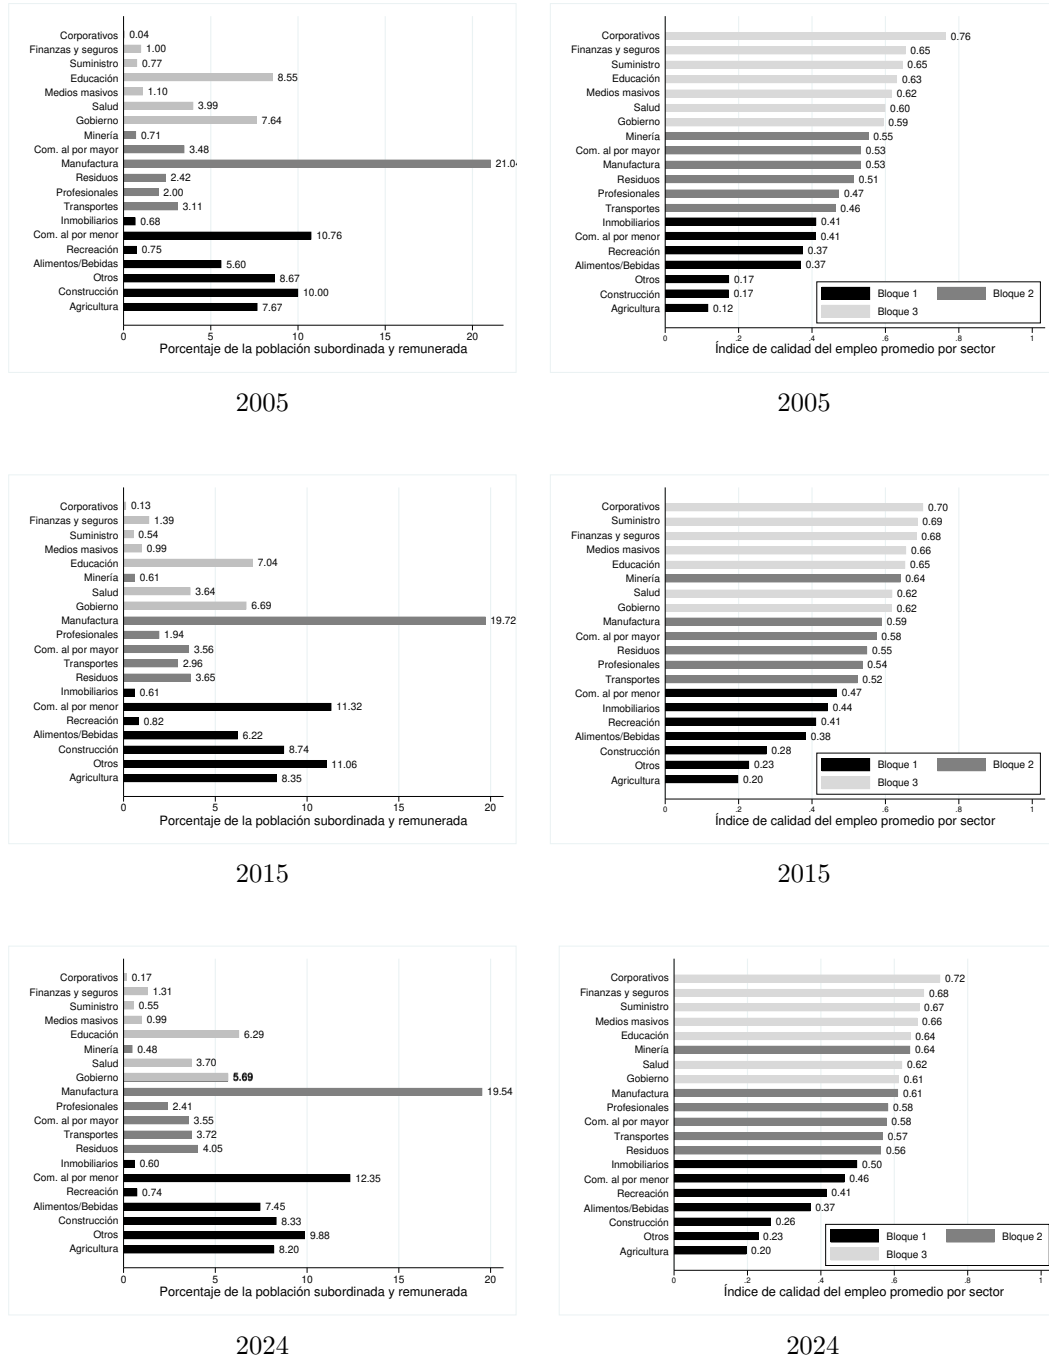 Corporativos 0.04
Finanzas y seguros 1.00
Suministro 0.77
Educación 8.55
Medios masivos 1.10
Salud 3.99
Gobierno 7.64
Minería 0.71
Com. al por mayor 3.48
Manufactura 21.04
Residuos 2.42
Profesionales 2.00
Transportes 3.11
Inmobiliarios 0.68
Com. al por menor 10.76
Recreación 0.75
Alimentos/Bebidas 5.60
Otros 8.67
Construcción 10.00
Agricultura 7.67
0 5 10 15 20
Porcentaje de la población subordinada y remunerada
2005
Corporativos 0.76
Finanzas y seguros 0.65
Suministro 0.65
Educación 0.63
Medios masivos 0.62
Salud 0.60
Gobierno 0.59
Minería 0.55
Com. al por mayor 0.53
Manufactura 0.53
Residuos 0.51
Profesionales 0.47
Transportes 0.46
Inmobiliarios 0.41
Com. al por menor 0.41
Recreación 0.37
Alimentos/Bebidas 0.37
Otros 0.17
Construcción 0.17
Agricultura 0.12
Bloque 1 Bloque 2
Bloque 3
0 .2 .4 .6 .8 1
Índice de calidad del empleo promedio por sector
2005
Corporativos 0.13
Finanzas y seguros 1.39
Suministro 0.54
Medios masivos 0.99
Educación 7.04
Minería 0.61
Salud 3.64
Gobierno 6.69
Manufactura 19.72
Profesionales 1.94
Com. al por mayor 3.56
Transportes 2.96
Residuos 3.65
Inmobiliarios 0.61
Com. al por menor 11.32
Recreación 0.82
Alimentos/Bebidas 6.22
Construcción 8.74
Otros 11.06
Agricultura 8.35
0 5 10 15 20
Porcentaje de la población subordinada y remunerada
2015
Corporativos 0.70
Suministro 0.69
Finanzas y seguros 0.68
Medios masivos 0.66
Educación 0.65
Minería 0.64
Salud 0.62
Gobierno 0.62
Manufactura 0.59
Com. al por mayor 0.58
Residuos 0.55
Profesionales 0.54
Transportes 0.52
Com. al por menor 0.47
Inmobiliarios 0.44
Recreación 0.41
Alimentos/Bebidas 0.38
Construcción 0.28
Otros 0.23
Agricultura 0.20
Bloque 1 Bloque 2
Bloque 3
0 .2 .4 .6 .8 1
Índice de calidad del empleo promedio por sector
2015
Corporativos 0.17
Finanzas y seguros 1.31
Suministro 0.55
Medios masivos 0.99
Educación 6.29
Minería 0.48
Salud 3.70
Gobierno 5.69
Manufactura 19.54
Profesionales 2.41
Com. al por mayor 3.55
Transportes 3.72
Residuos 4.05
Inmobiliarios 0.60
Com. al por menor 12.35
Recreación 0.74
Alimentos/Bebidas 7.45
Construcción 8.33
Otros 9.88
Agricultura 8.20
0 5 10 15 20
Porcentaje de la población subordinada y remunerada
2024
Corporativos 0.72
Finanzas y seguros 0.68
Suministro 0.67
Medios masivos 0.66
Educación 0.64
Minería 0.64
Salud 0.62
Gobierno 0.61
Manufactura 0.61
Profesionales 0.58
Com. al por mayor 0.58
Transportes 0.57
Residuos 0.56
Inmobiliarios 0.50
Com. al por menor 0.46
Recreación 0.41
Alimentos/Bebidas 0.37
Construcción 0.26
Otros 0.23
Agricultura 0.20
Bloque 1 Bloque 2
Bloque 3
0 .2 .4 .6 .8 1
Índice de calidad del empleo promedio por sector
2024